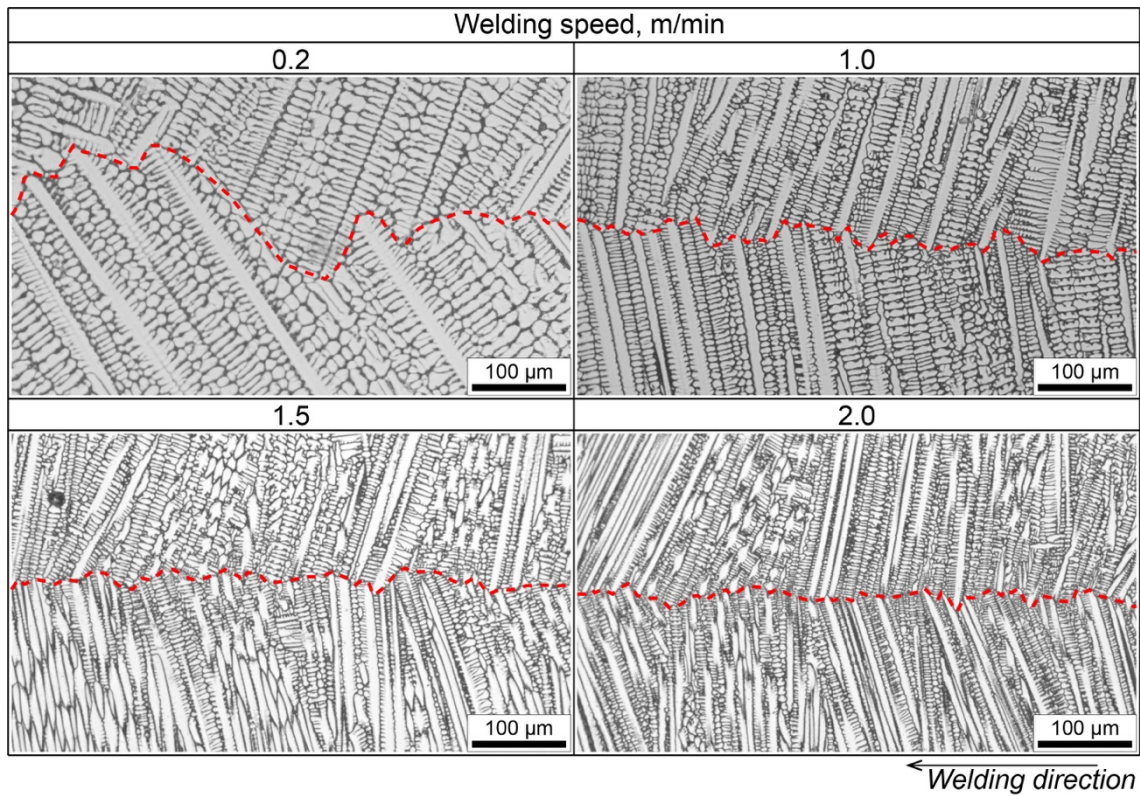 Welding speed, m/min
0.2
1.0
100 µm
100 µm
1.5
2.0
100 µm
100 µm
Welding direction